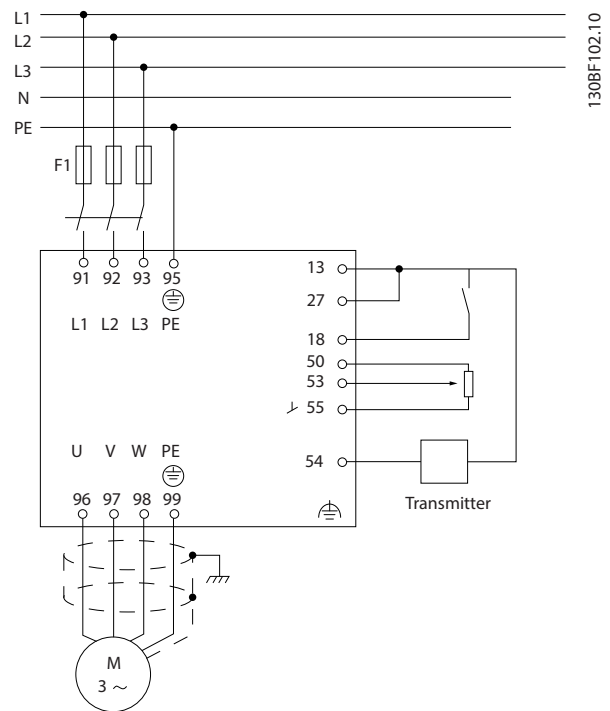 L1
L2
L3
N
PE
130BF102.10
F1
91 92 93 95
L1 L2 L3 PE
13
27
18
50
53
55
54
Transmitter
U V W PE
96 97 98 99
M
3 ~